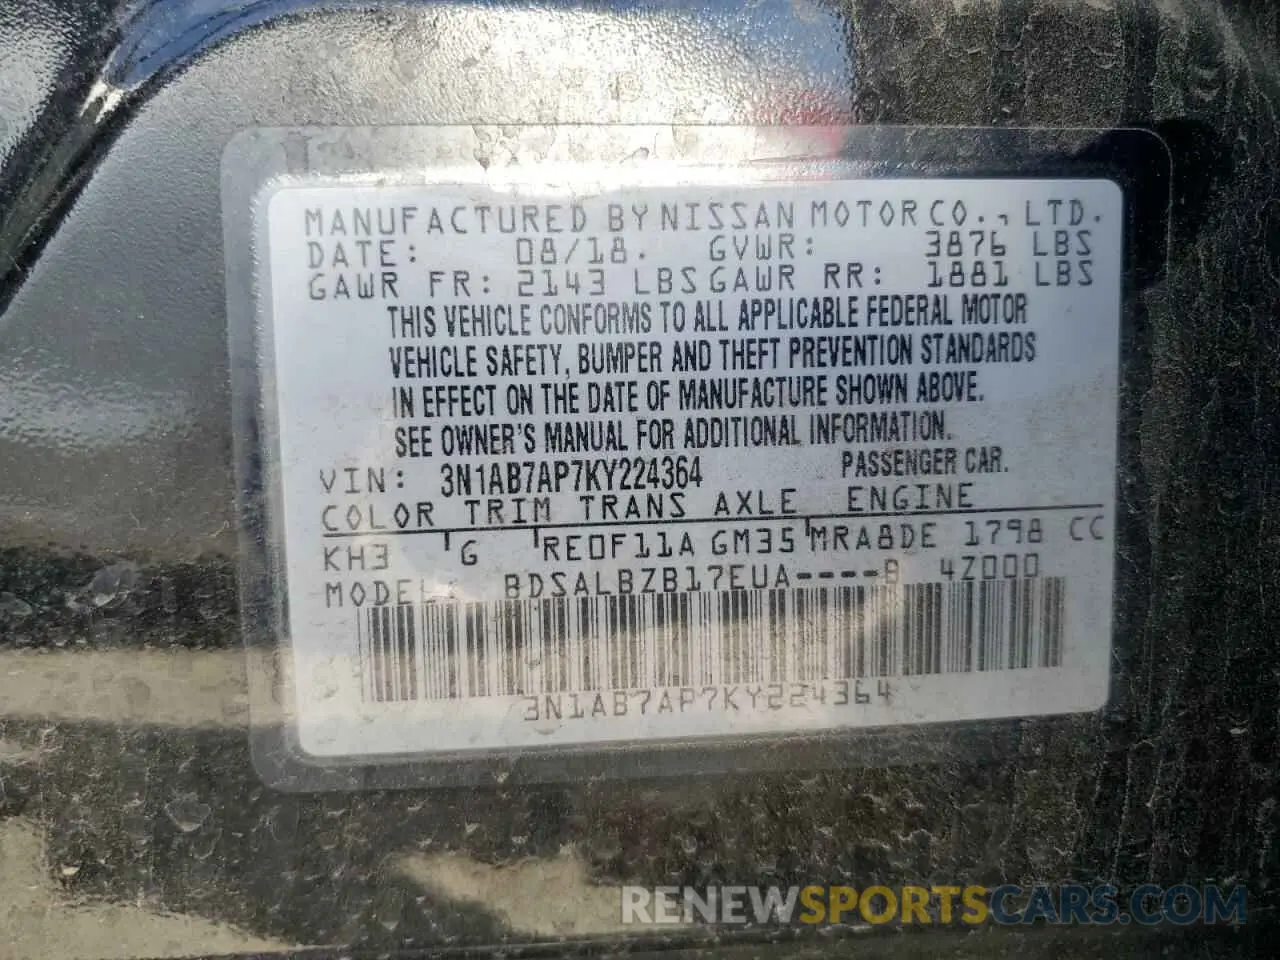 MANUFACTURED BY NISSAN MOTOR CO., LTD.
DATE: 08/18. GVWR: 3876 LBS
GAWR FR: 2143 LBS GAWR RR: 1881 LBS
THIS VEHICLE CONFORMS TO ALL APPLICABLE FEDERAL MOTOR
VEHICLE SAFETY, BUMPER AND THEFT PREVENTION STANDARDS
IN EFFECT ON THE DATE OF MANUFACTURE SHOWN ABOVE.
SEE OWNER'S MANUAL FOR ADDITIONAL INFORMATION.
VIN: 3N1AB7AP7KY224364 PASSENGER CAR.
COLOR TRIM TRANS AXLE ENGINE
KH3 G RE0F11A GM35 MRA8DE 1798 CC
MODEL: BDSALBZB17EUA----B 4Z000
3N1AB7AP7KY224364
RENEWSPORTSCARS.COM